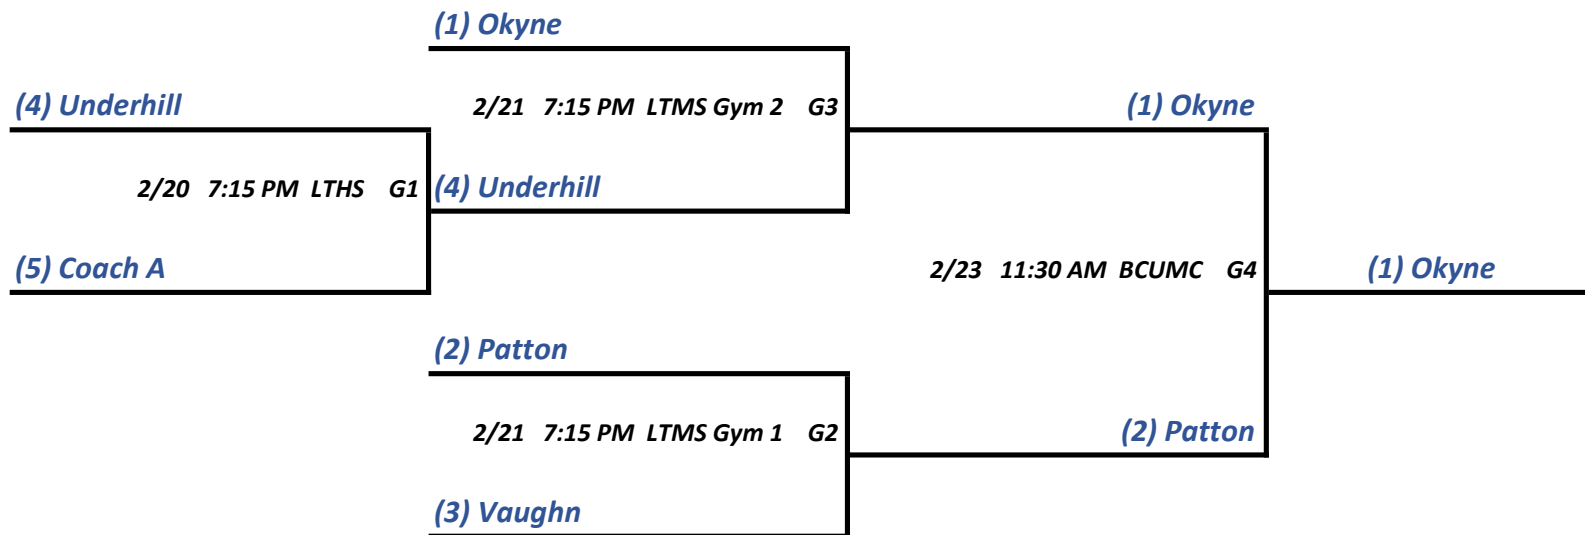 (1) Okyne
(4) Underhill
2/21 7:15 PM LTMS Gym 2 G3
(1) Okyne
2/20 7:15 PM LTHS G1
(4) Underhill
(5) Coach A
2/23 11:30 AM BCUMC G4
(1) Okyne
(2) Patton
2/21 7:15 PM LTMS Gym 1 G2
(2) Patton
(3) Vaughn